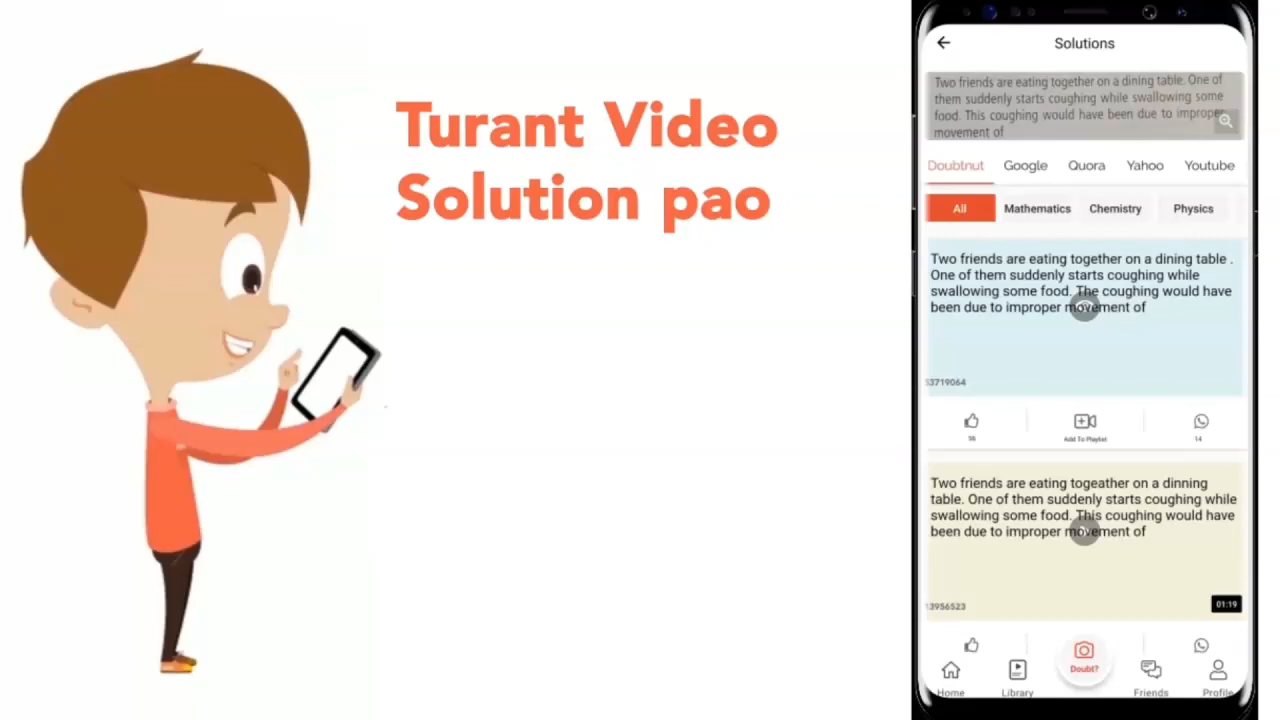 Turant Video
Solution pao
Solutions
Two friends are eating together on a dining table. One of
them suddenly starts coughing while swallowing some
food. This coughing would have been due to improper
movement of
Doubtnut Google Quora Yahoo Youtube
All Mathematics Chemistry Physics
Two friends are eating together on a dining table .
One of them suddenly starts coughing while
swallowing some food. The coughing would have
been due to improper movement of
53719064
56 Add To Playlist 14
Two friends are eating togeather on a dinning
table. One of them suddenly starts coughing while
swallowing some food. This coughing would have
been due to improper movement of
13956523
01:19
Doubt?
Home Library Friends Profile